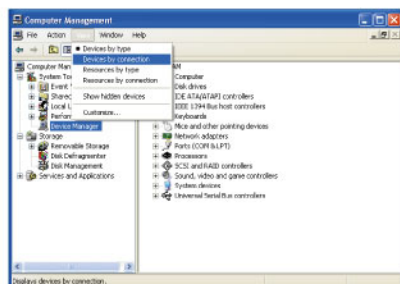 Computer Management
File Action View Window Help
Devices by type
Devices by connection
Resources by type
Resources by connection
Show hidden devices
Customize...
Computer Man
System Too
Event
Shared
Local U
Perform
Device Manager
Storage
Removable Storage
Disk Defragmenter
Disk Management
Services and Applications
Computer
Disk drives
IDE ATA/ATAPI controllers
IEEE 1394 Bus host controllers
Keyboards
Mice and other pointing devices
Network adapters
Ports (COM & LPT)
Processors
SCSI and RAID controllers
Sound, video and game controllers
System devices
Universal Serial Bus controllers
Displays devices by connection.